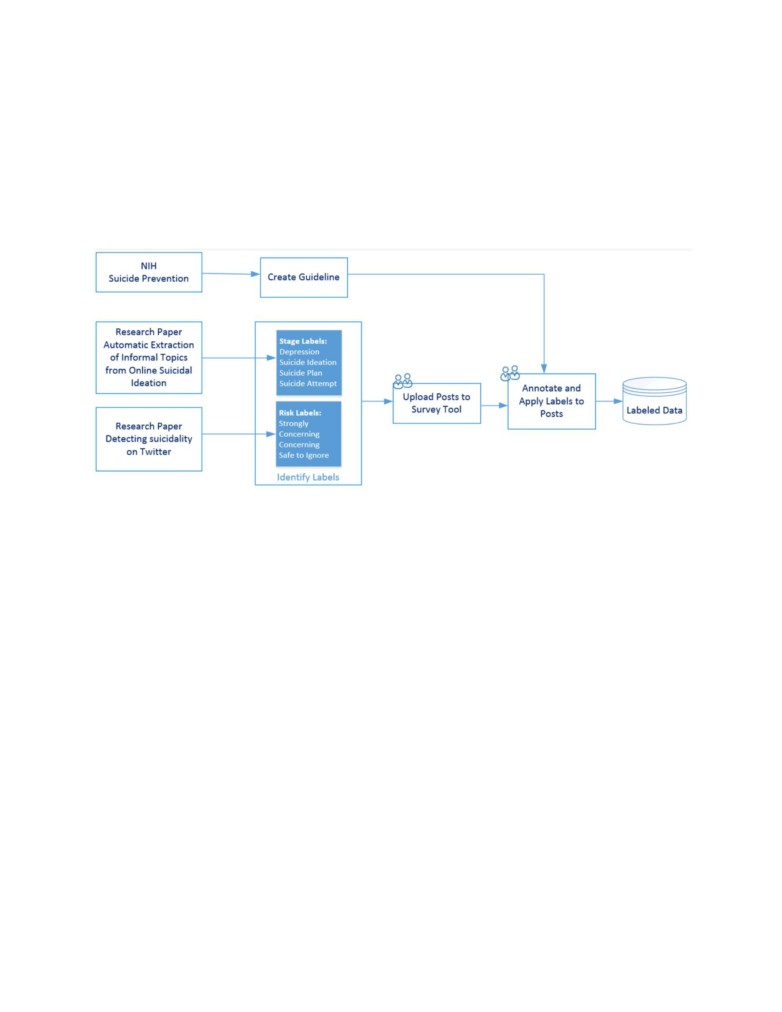 NIH
Suicide Prevention
Create Guideline
Research Paper
Automatic Extraction
of Informal Topics
from Online Suicidal
Ideation
Stage Labels:
Depression
Suicide Ideation
Suicide Plan
Suicide Attempt
Research Paper
Detecting suicidality
on Twitter
Risk Labels:
Strongly
Concerning
Concerning
Safe to Ignore
Identify Labels
Upload Posts to
Survey Tool
Annotate and
Apply Labels to
Posts
Labeled Data